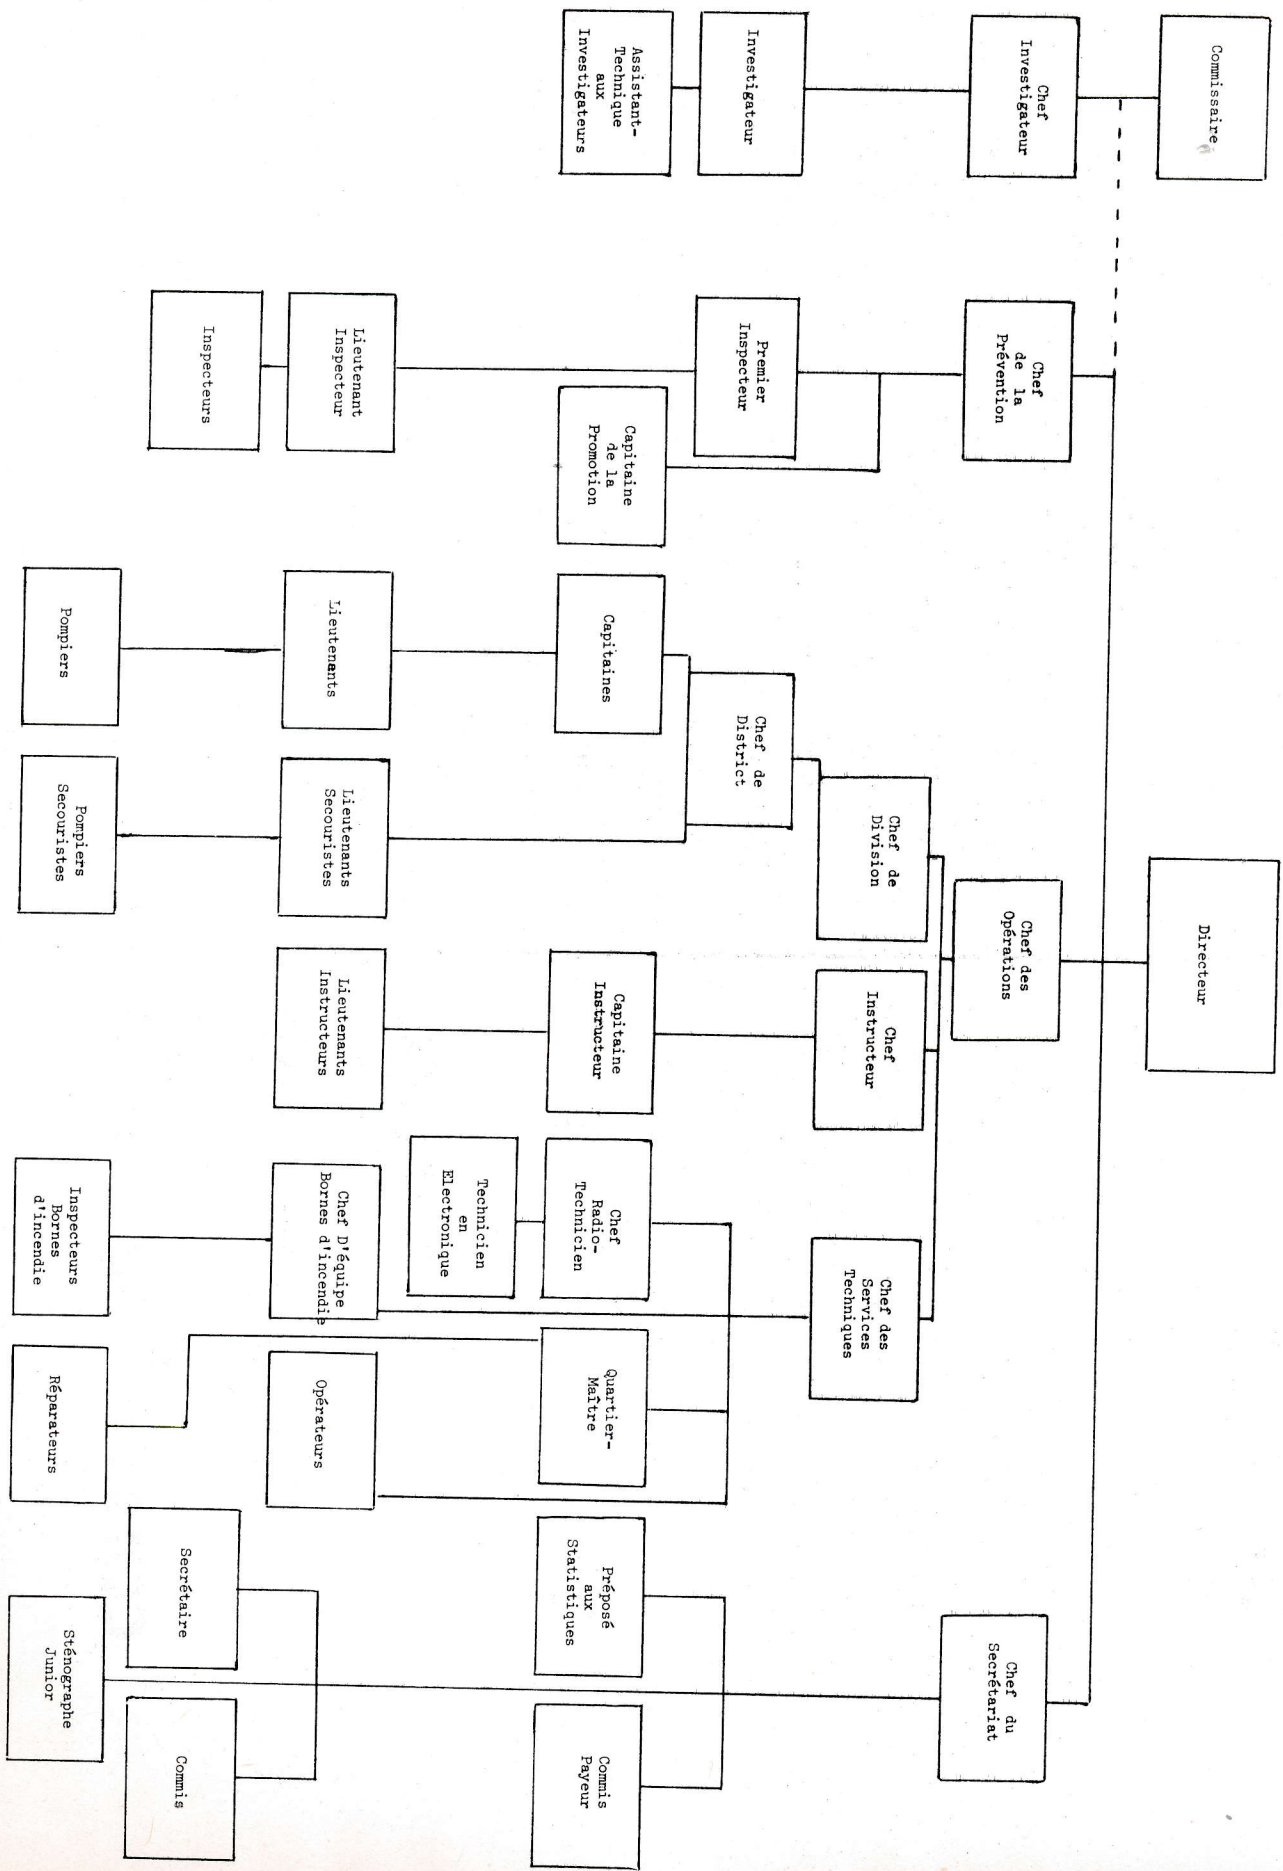 Commissaire
Directeur
Chef
Investigateur
Chef
de la
Prévention
Chef des
Opérations
Chef du
Secrétariat
Chef de
Division
Chef
Instructeur
Chef des
Services
Techniques
Investigateur
Premier
Inspecteur
Chef de
District
Assistant-
Technique
aux
Investigateurs
Capitaine
de la
Promotion
Capitaines
Capitaine
Instructeur
Chef
Radio-
Technicien
Quartier-
Maître
Préposé
aux
Statistiques
Commis
Payeur
Technicien
en
Electronique
Lieutenant
Inspecteur
Lieutenants
Lieutenants
Secouristes
Lieutenants
Instructeurs
Chef D'équipe
Bornes d'incendie
Opérateurs
Inspecteurs
Secrétaire
Commis
Pompiers
Pompiers
Secouristes
Inspecteurs
Bornes
d'incendie
Réparateurs
Sténographe
Junior